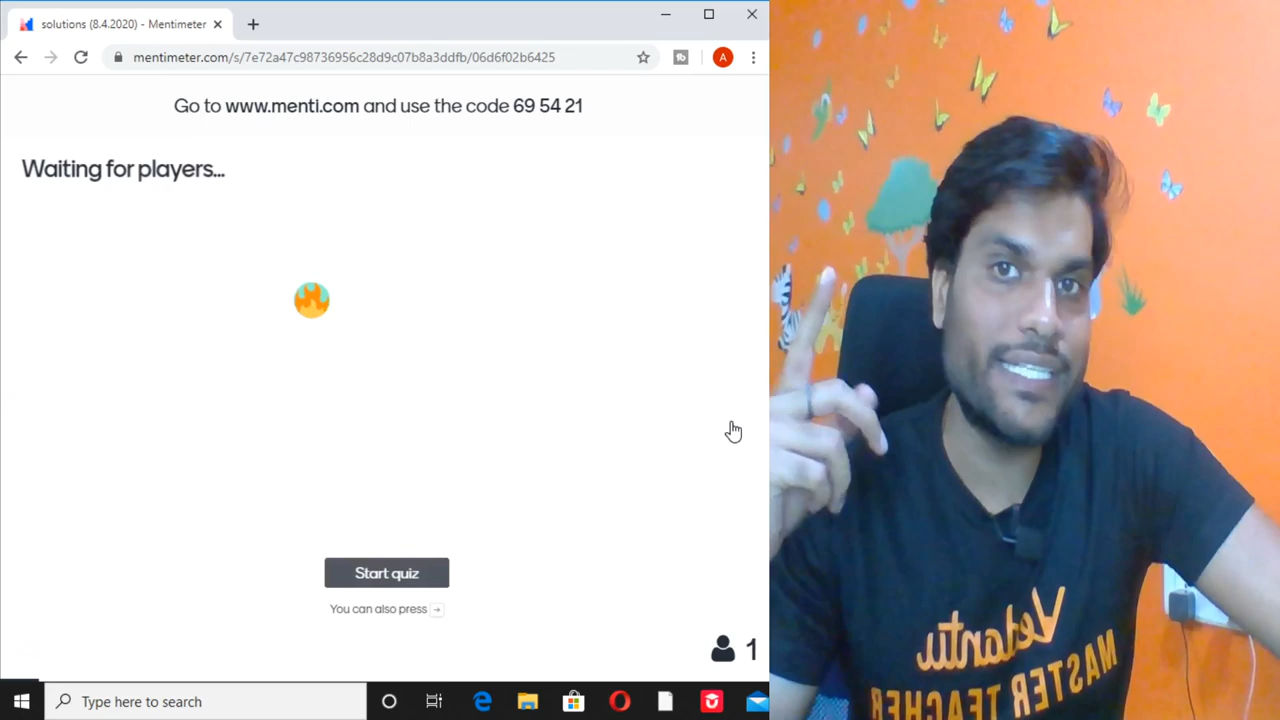 solutions (8.4.2020) - Mentimeter
mentimeter.com/s/7e72a47c98736956c28d9c07b8a3ddfb/06d6f02b6425
A
Go to www.menti.com and use the code 69 54 21
Waiting for players...
Start quiz
You can also press →
1
Type here to search
Vedantu
MASTER TEACHER